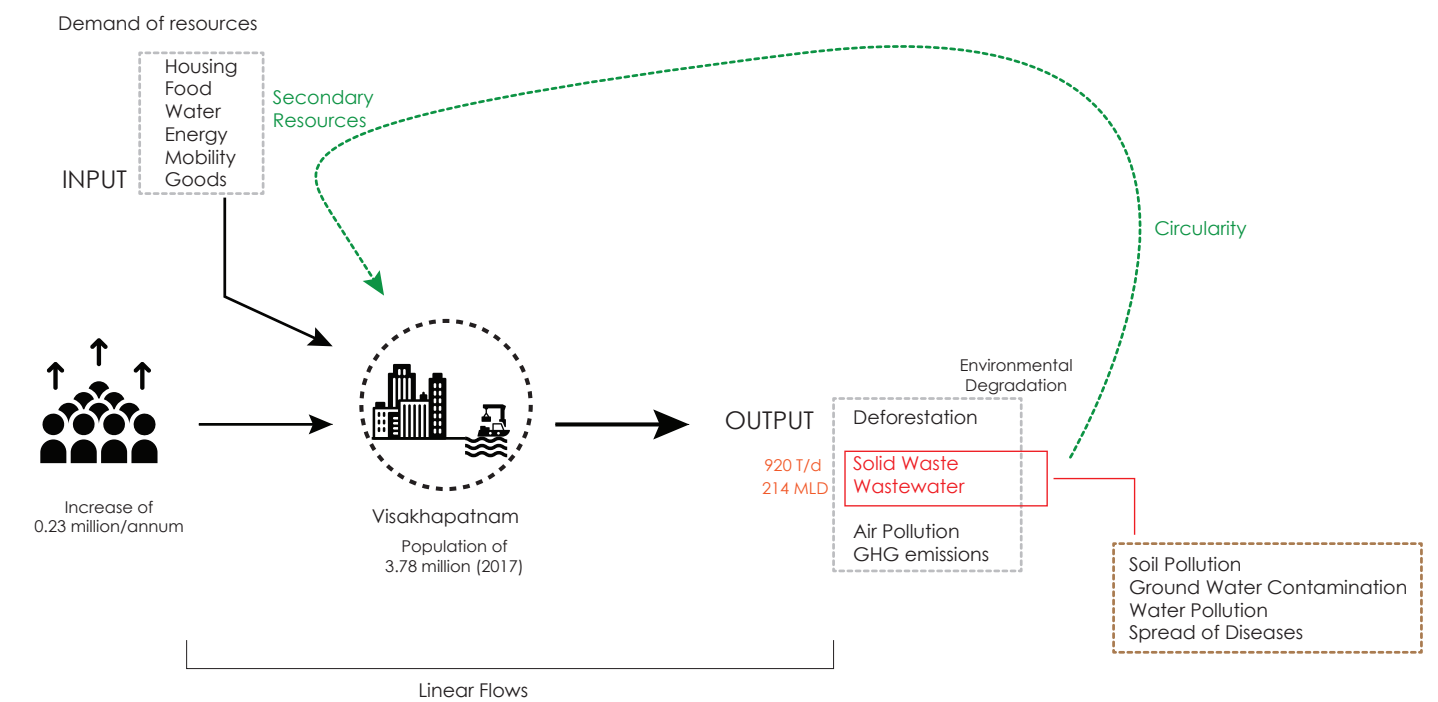 Demand of resources
Housing
Food
Water
Energy
Mobility
Goods
INPUT
Secondary
Resources
Circularity
Increase of
0.23 million/annum
Visakhapatnam
Population of
3.78 million (2017)
Environmental
Degradation
OUTPUT
Deforestation
920 T/d
214 MLD
Solid Waste
Wastewater
Air Pollution
GHG emissions
Soil Pollution
Ground Water Contamination
Water Pollution
Spread of Diseases
Linear Flows